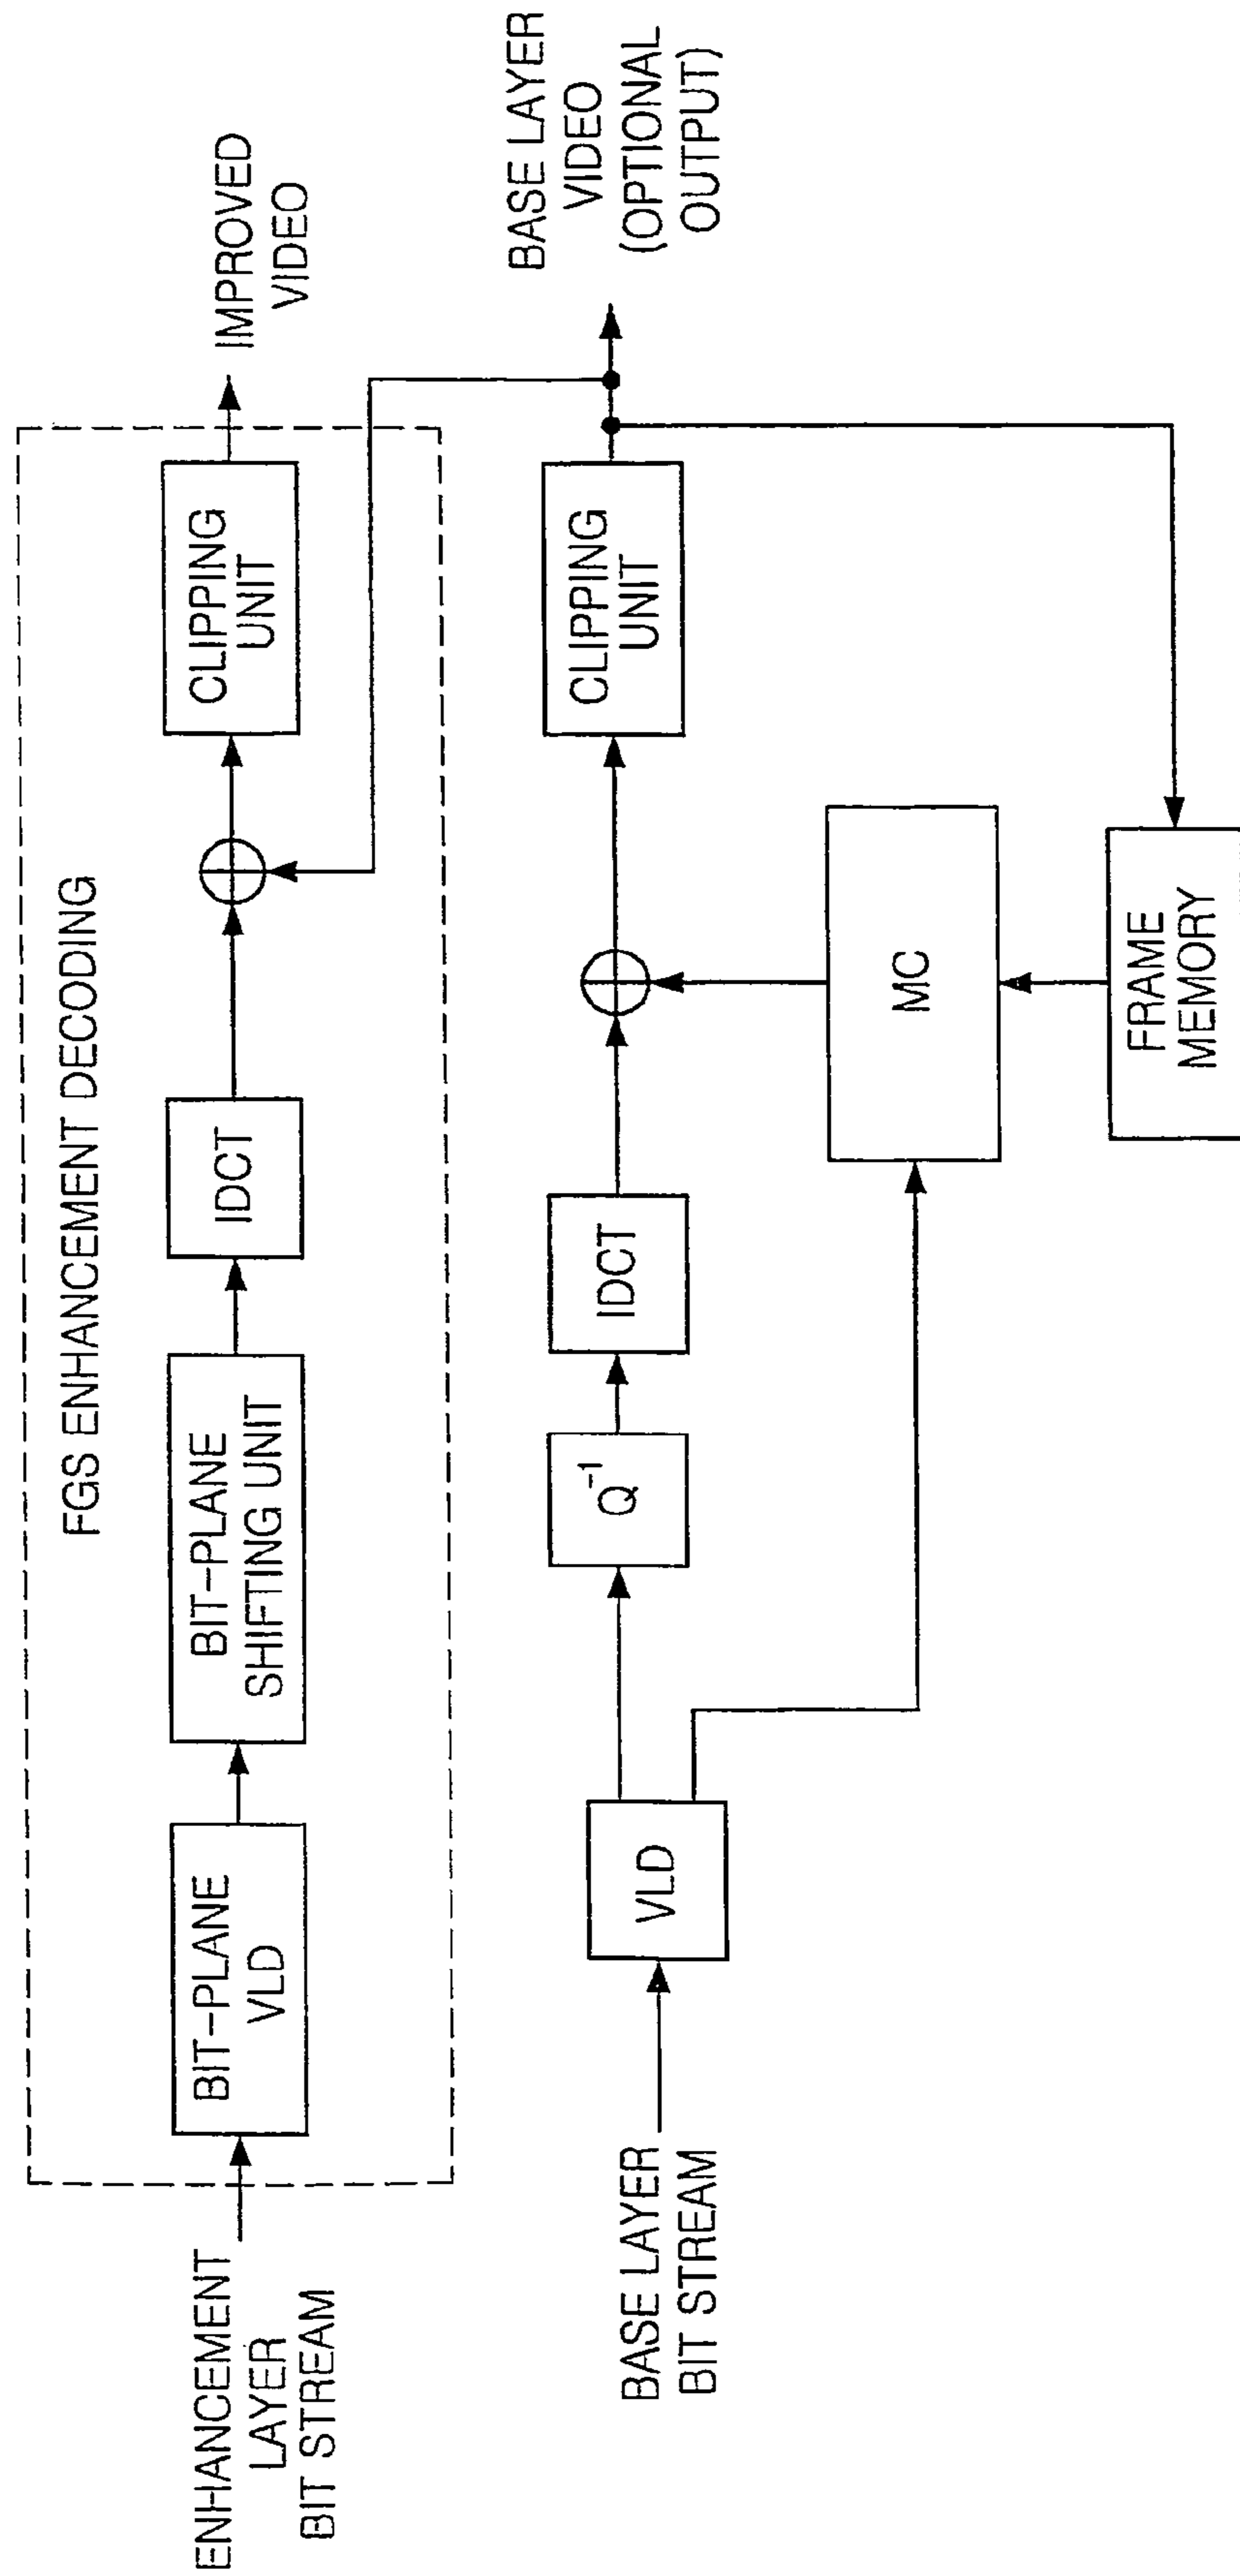 FGS ENHANCEMENT DECODING
ENHANCEMENT
LAYER
BIT STREAM
BIT-PLANE
VLD
BIT-PLANE
SHIFTING UNIT
IDCT
CLIPPING
UNIT
IMPROVED
VIDEO
BASE LAYER
BIT STREAM
VLD
Q⁻¹
IDCT
CLIPPING
UNIT
BASE LAYER
VIDEO
(OPTIONAL
OUTPUT)
MC
FRAME
MEMORY